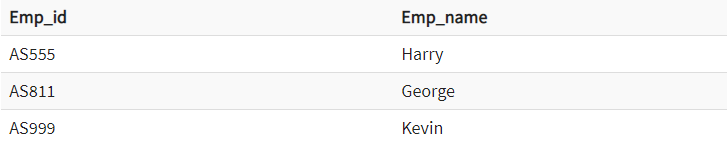 Emp_id Emp_name
AS555 Harry
AS811 George
AS999 Kevin